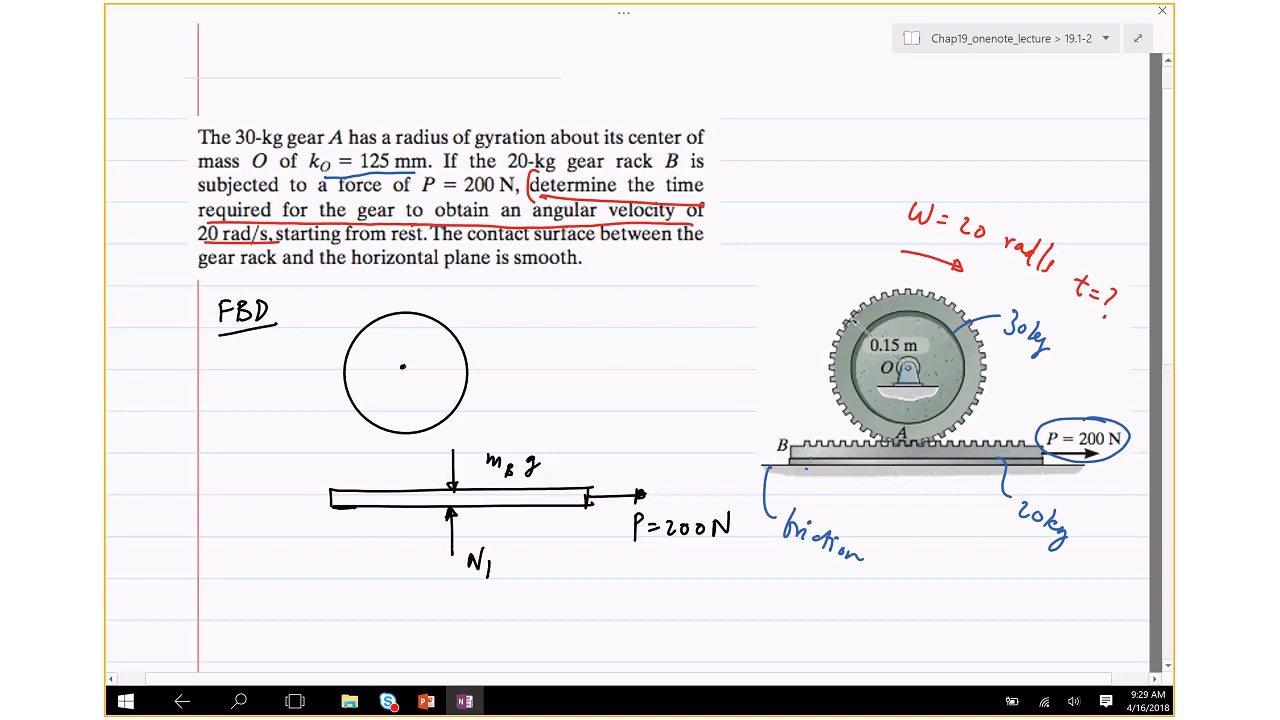 Chap19_onenote_lecture > 19.1-2
The 30-kg gear A has a radius of gyration about its center of
mass O of kO = 125 mm. If the 20-kg gear rack B is
subjected to a force of P = 200 N, determine the time
required for the gear to obtain an angular velocity of
20 rad/s, starting from rest. The contact surface between the
gear rack and the horizontal plane is smooth.
ω = 20 rad/s
t = ?
FBD
30kg
0.15 m
O
A
B
P = 200 N
mB g
P = 200N
N1
20kg
friction
9:29 AM
4/16/2018